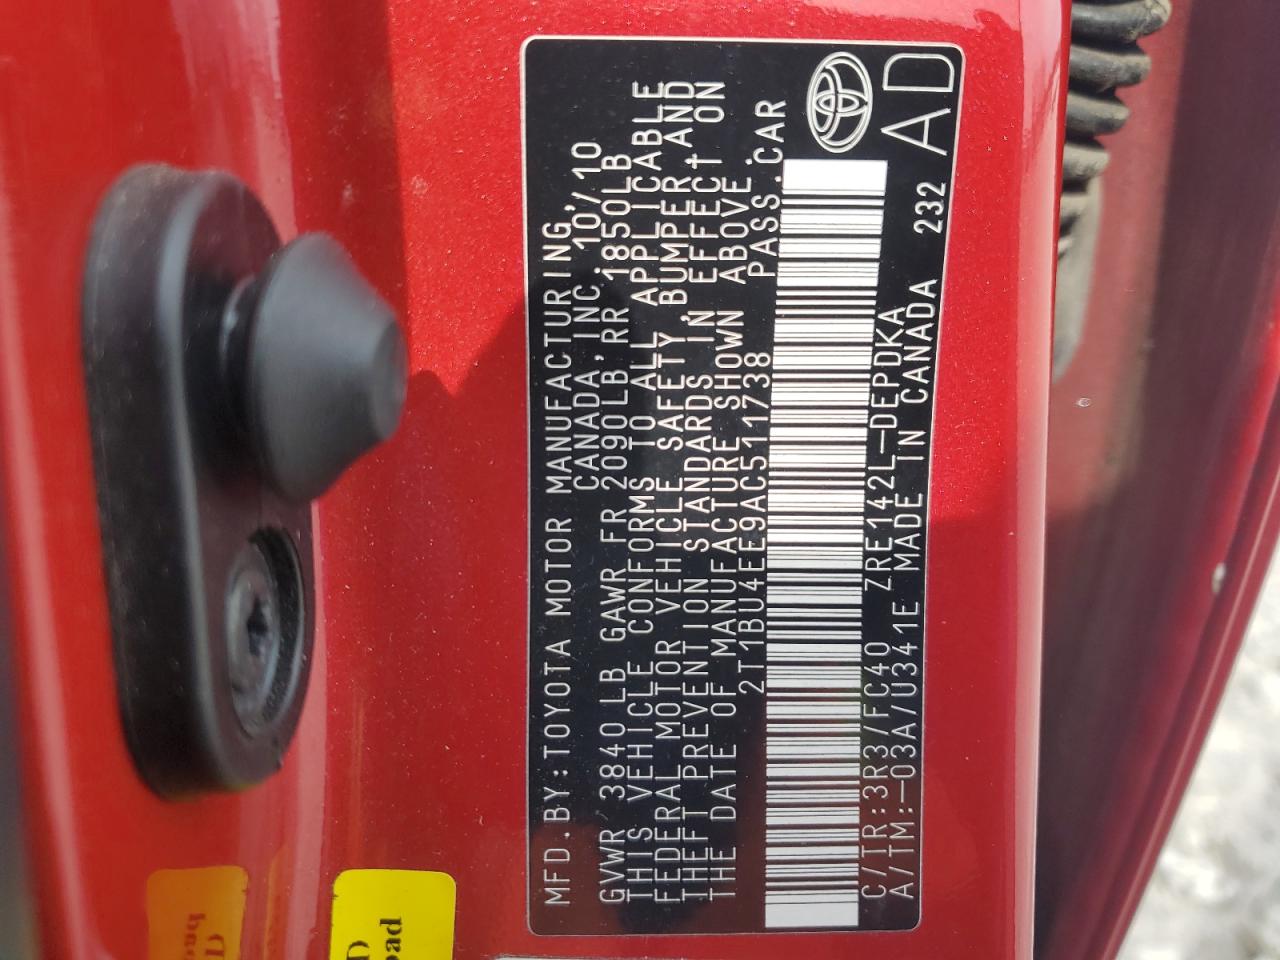 MFD.BY:TOYOTA MOTOR MANUFACTURING,
CANADA,INC. 10/10
GVWR 3840LB GAWR FR 2090LB,RR 1850LB
THIS VEHICLE CONFORMS TO ALL APPLICABLE
FEDERAL MOTOR VEHICLE SAFETY,BUMPER,AND
THEFT PREVENTION STANDARDS IN EFFECT ON
THE DATE OF MANUFACTURE SHOWN ABOVE.
2T1BU4EE9AC511738 PASS.CAR
C/TR:3R3/FC40 ZRE142L-DEPDKA 232
A/TM:-03A/U341E MADE IN CANADA AD